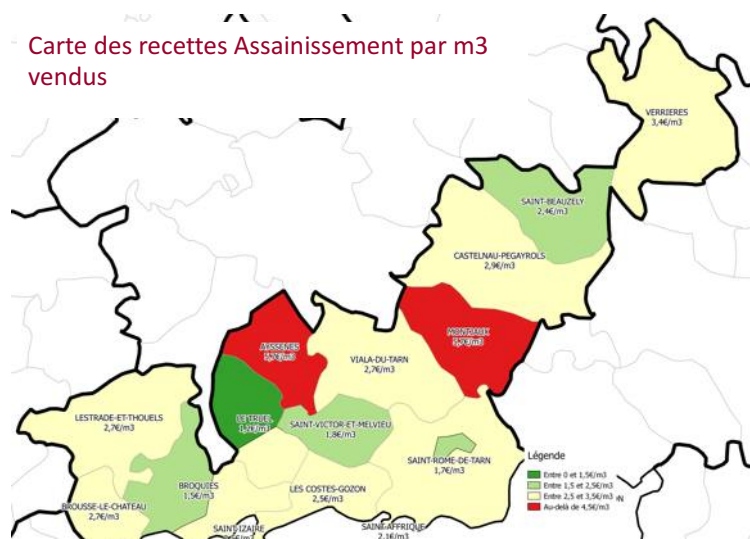 Carte des recettes Assainissement par m3
vendus
VERRIERES
3,4€/m3
SAINT-BEAUZELY
2,4€/m3
CASTELNAU-PEGAYROLS
2,9€/m3
AYSSENES
MONTJAUX
VIALA-DU-TARN
2,7€/m3
LE TRUEL
LESTRADE-ET-THOUELS
2,7€/m3
SAINT-VICTOR-ET-MELVIEU
1,8€/m3
SAINT-ROME-DE-TARN
1,7€/m3
BROQUIES
1,5€/m3
LES COSTES-GOZON
2,5€/m3
BROUSSE-LE-CHATEAU
2,7€/m3
SAINT-IZAIRE
SAINT-AFFRIQUE
2,1€/m3
Légende
Entre 0 et 1,5€/m3
Entre 1,5 et 2,5€/m3
Entre 2,5 et 3,5€/m3
Au-delà de 4,5€/m3